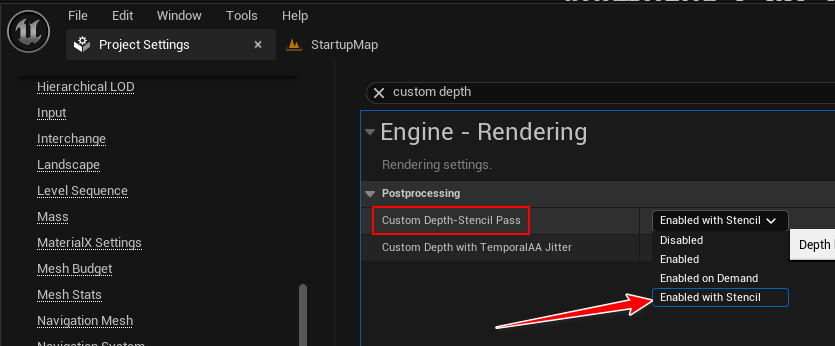 File Edit Window Tools Help
Project Settings
StartupMap
Hierarchical LOD
Input
Interchange
Landscape
Level Sequence
Mass
MaterialX Settings
Mesh Budget
Mesh Stats
Navigation Mesh
Navigation System
custom depth
Engine - Rendering
Rendering settings.
Postprocessing
Custom Depth-Stencil Pass
Enabled with Stencil
Custom Depth with TemporalAA Jitter
Disabled
Enabled
Enabled on Demand
Enabled with Stencil
Depth